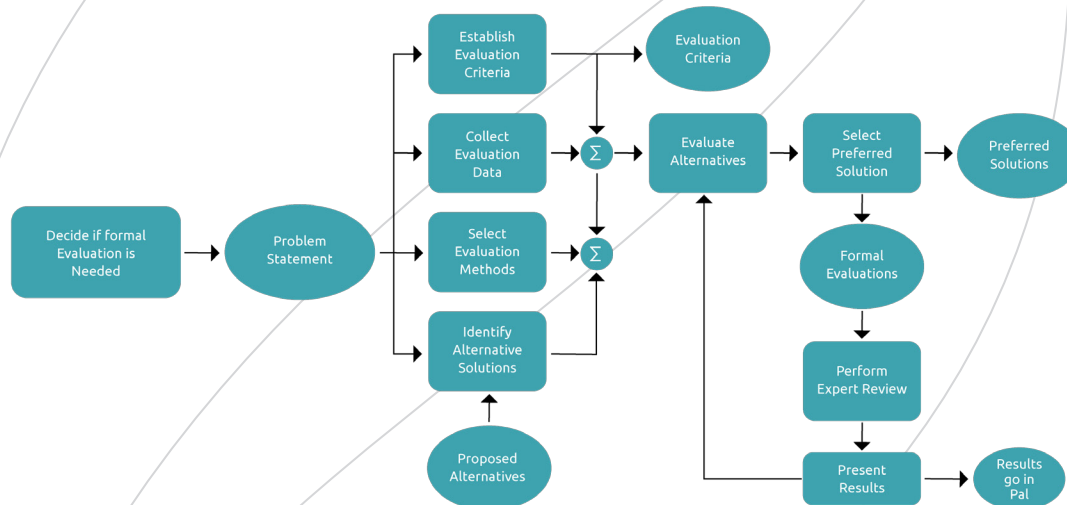 Establish
Evaluation
Criteria
Evaluation
Criteria
Collect
Evaluation
Data
Σ
Evaluate
Alternatives
Select
Preferred
Solution
Preferred
Solutions
Decide if formal
Evaluation is
Needed
Problem
Statement
Select
Evaluation
Methods
Σ
Formal
Evaluations
Identify
Alternative
Solutions
Perform
Expert Review
Proposed
Alternatives
Present
Results
Results
go in
Pal